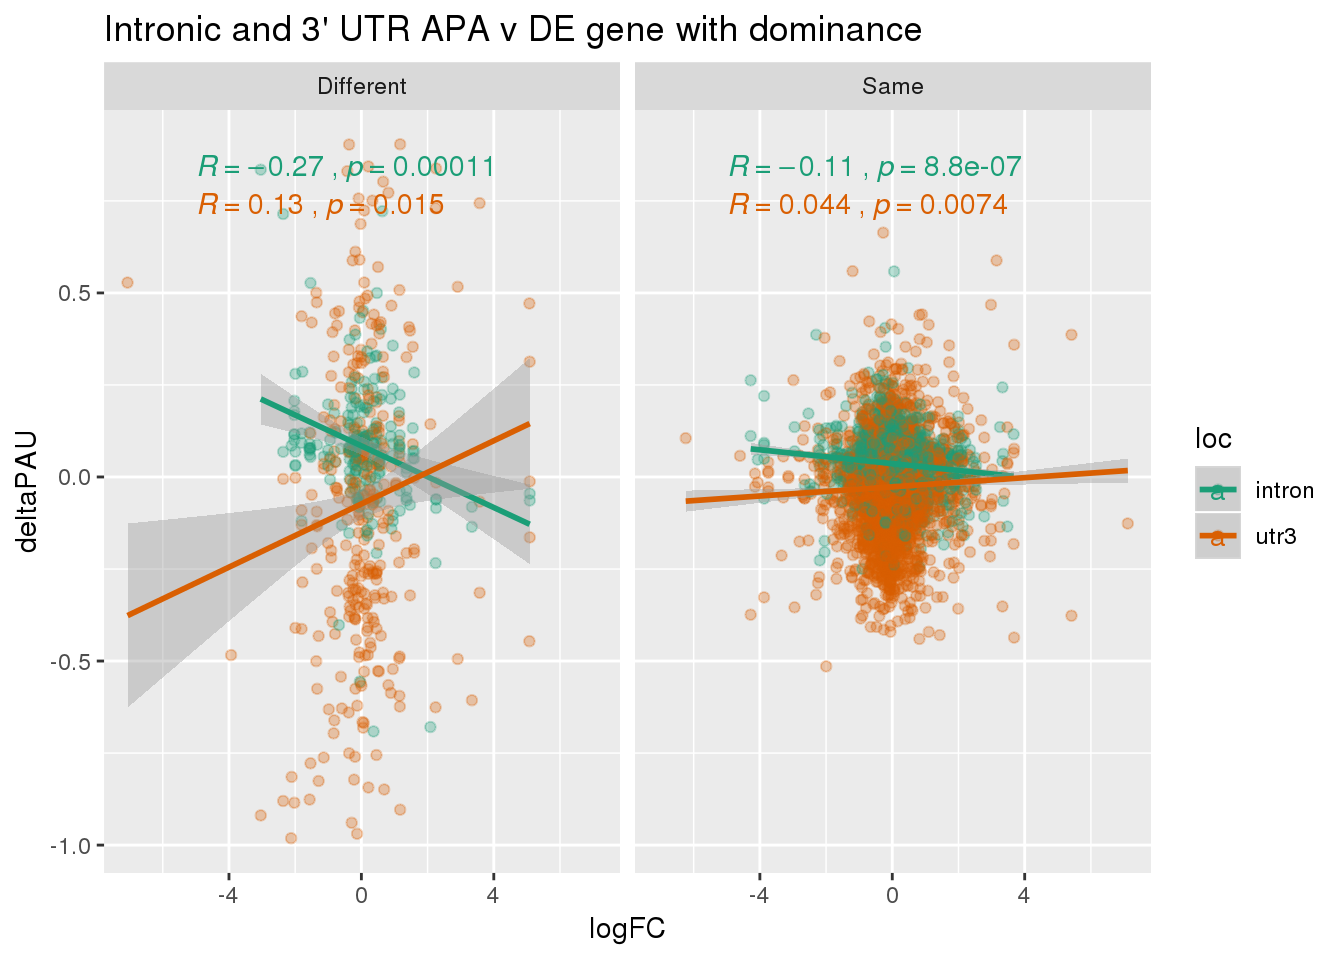 Intronic and 3' UTR APA v DE gene with dominance
Different
Same
R = −0.27 , p = 0.00011
R = 0.13 , p = 0.015
R = −0.11 , p = 8.8e-07
R = 0.044 , p = 0.0074
0.5
0.0
-0.5
-1.0
deltaPAU
-4 0 4
-4 0 4
logFC
loc
a intron
a utr3